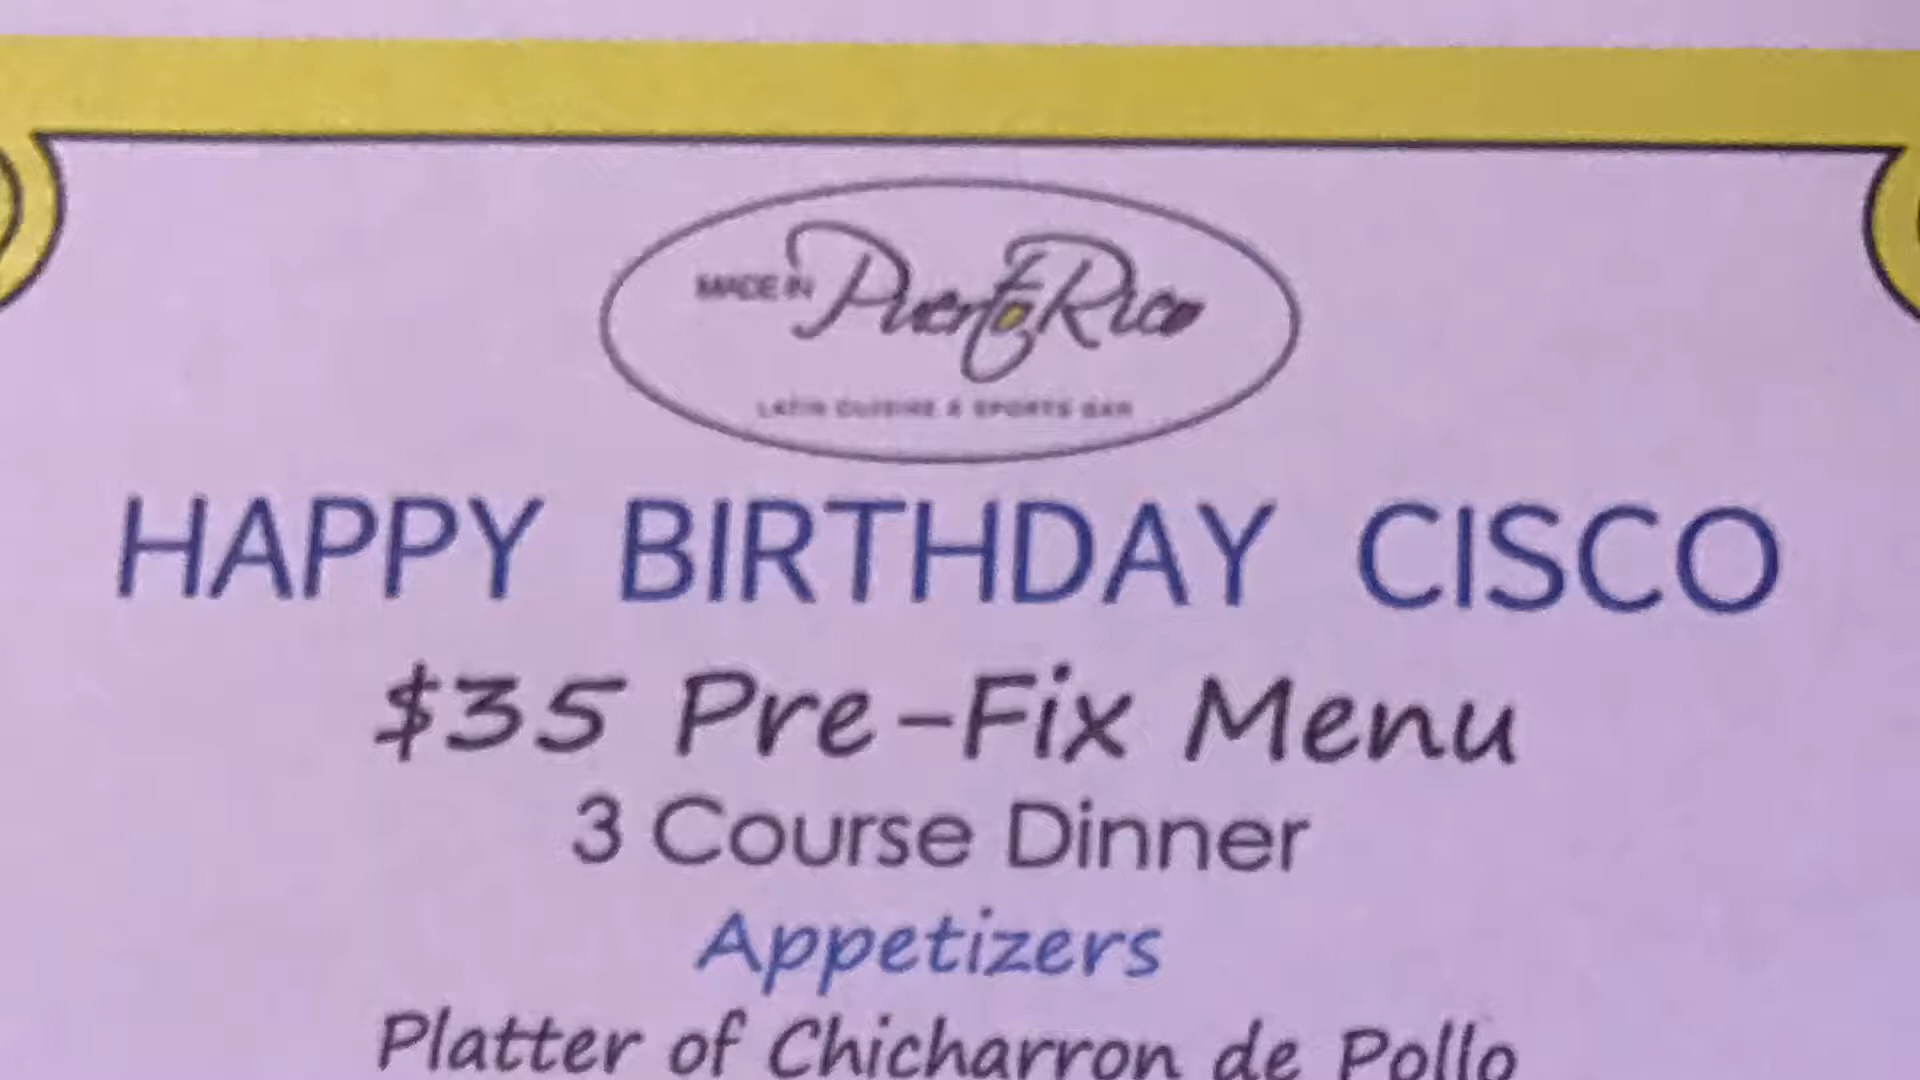 MADE IN Puerto Rico
LATIN CUISINE & SPORTS BAR
HAPPY BIRTHDAY CISCO
$35 Pre-Fix Menu
3 Course Dinner
Appetizers
Platter of Chicharron de Pollo